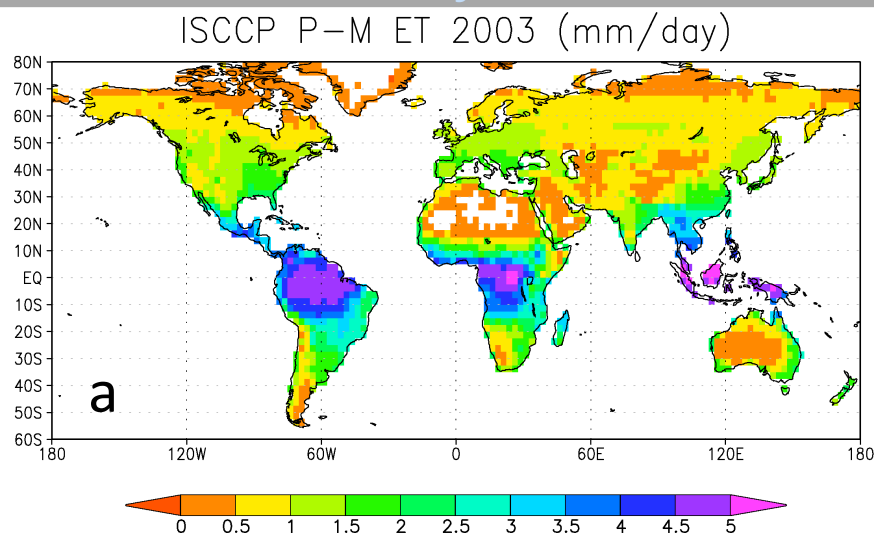 ISCCP P-M ET 2003 (mm/day)
80N
70N
60N
50N
40N
30N
20N
10N
EQ
10S
20S
30S
40S
50S
60S
a
180 120W 60W 0 60E 120E 180
0 0.5 1 1.5 2 2.5 3 3.5 4 4.5 5